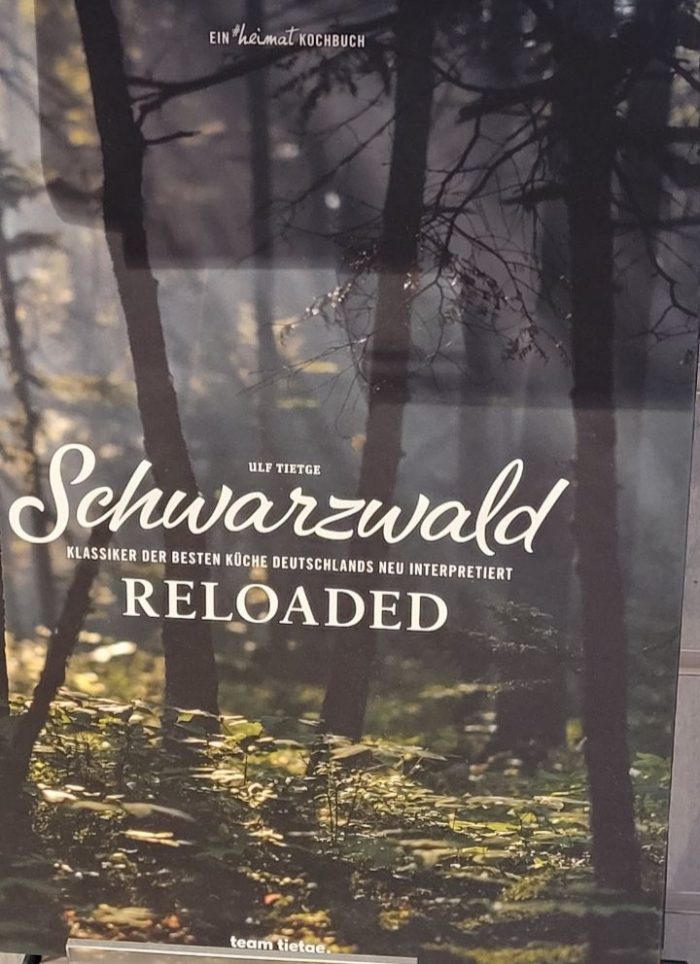 EIN #heimat KOCHBUCH
ULF TIETGE
Schwarzwald
KLASSIKER DER BESTEN KÜCHE DEUTSCHLANDS NEU INTERPRETIERT
RELOADED
team tietge.